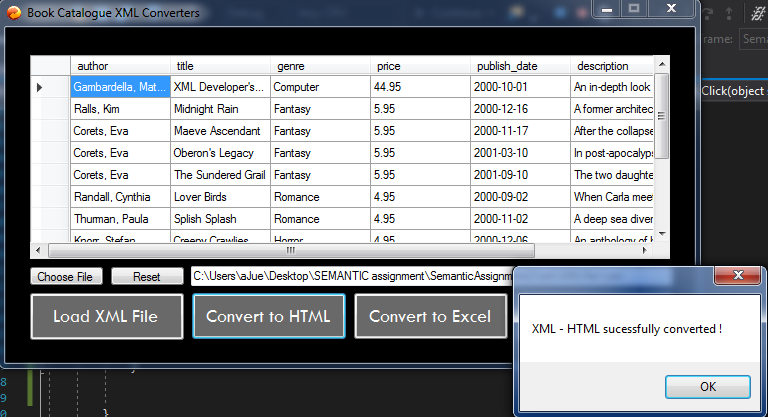 Book Catalogue XML Converters
author title genre price publish_date description
Gambardella, Mat... XML Developer's... Computer 44.95 2000-10-01 An in-depth look
Ralls, Kim Midnight Rain Fantasy 5.95 2000-12-16 A former architec
Corets, Eva Maeve Ascendant Fantasy 5.95 2000-11-17 After the collapse
Corets, Eva Oberon's Legacy Fantasy 5.95 2001-03-10 In post-apocalyp
Corets, Eva The Sundered Grail Fantasy 5.95 2001-09-10 The two daughte
Randall, Cynthia Lover Birds Romance 4.95 2000-09-02 When Carla meet
Thurman, Paula Splish Splash Romance 4.95 2000-11-02 A deep sea diver
Knorr, Stefan Creepy Crawlies Horror 4.95 2000-12-06 An anthology of h
Choose File Reset C:\Users\aJue\Desktop\SEMANTIC assignment\SemanticAssignm
Load XML File Convert to HTML Convert to Excel
XML - HTML sucessfully converted !
OK
rame: Sema
Click(object s
8
9
0
}
}